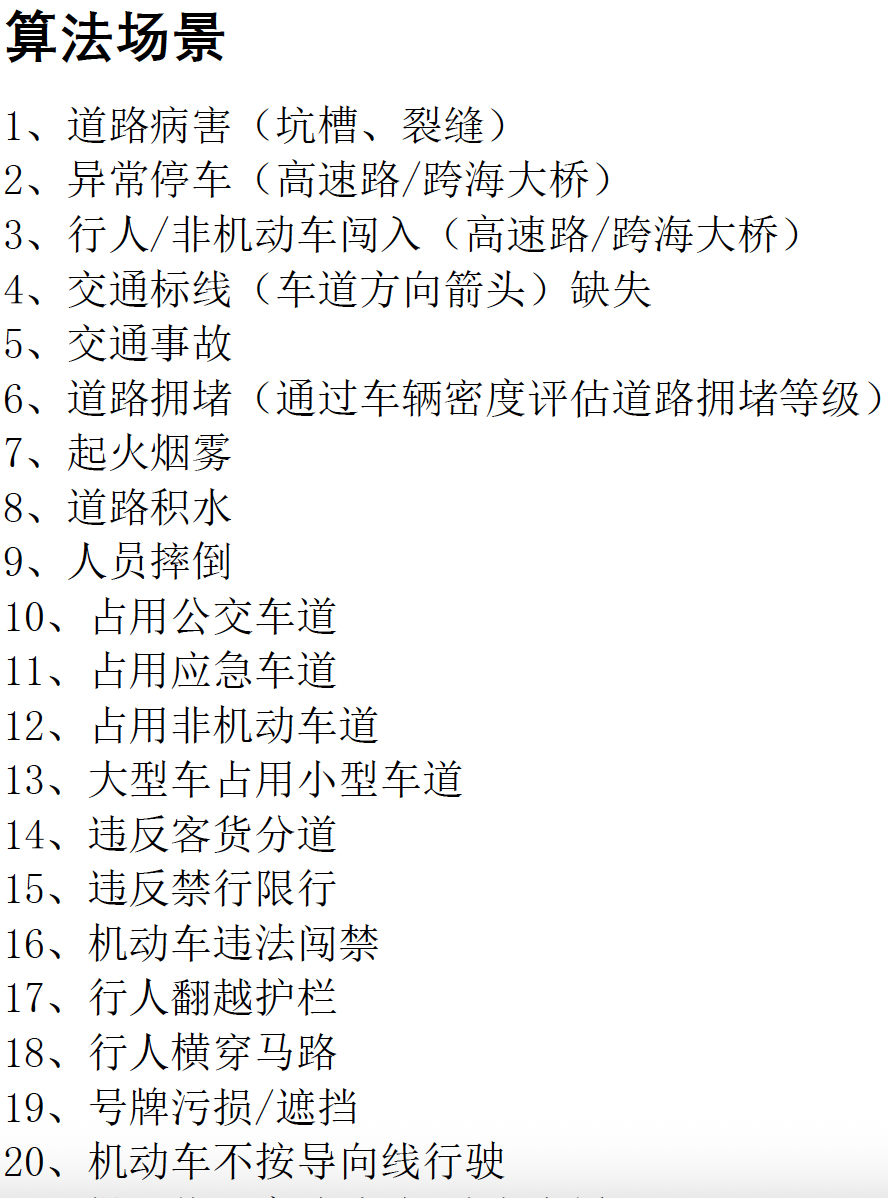 算法场景
1、道路病害（坑槽、裂缝）
2、异常停车（高速路/跨海大桥）
3、行人/非机动车闯入（高速路/跨海大桥）
4、交通标线（车道方向箭头）缺失
5、交通事故
6、道路拥堵（通过车辆密度评估道路拥堵等级）
7、起火烟雾
8、道路积水
9、人员摔倒
10、占用公交车道
11、占用应急车道
12、占用非机动车道
13、大型车占用小型车道
14、违反客货分道
15、违反禁行限行
16、机动车违法闯禁
17、行人翻越护栏
18、行人横穿马路
19、号牌污损/遮挡
20、机动车不按导向线行驶